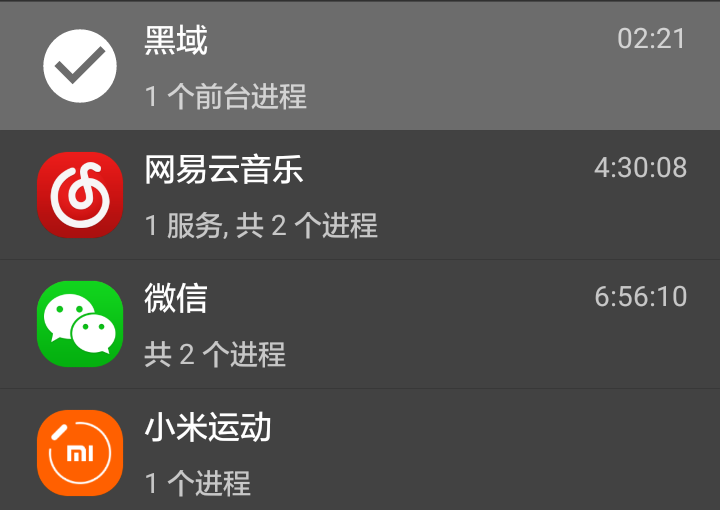 黑域
02:21
1 个前台进程
网易云音乐
4:30:08
1 服务, 共 2 个进程
微信
6:56:10
共 2 个进程
小米运动
1 个进程